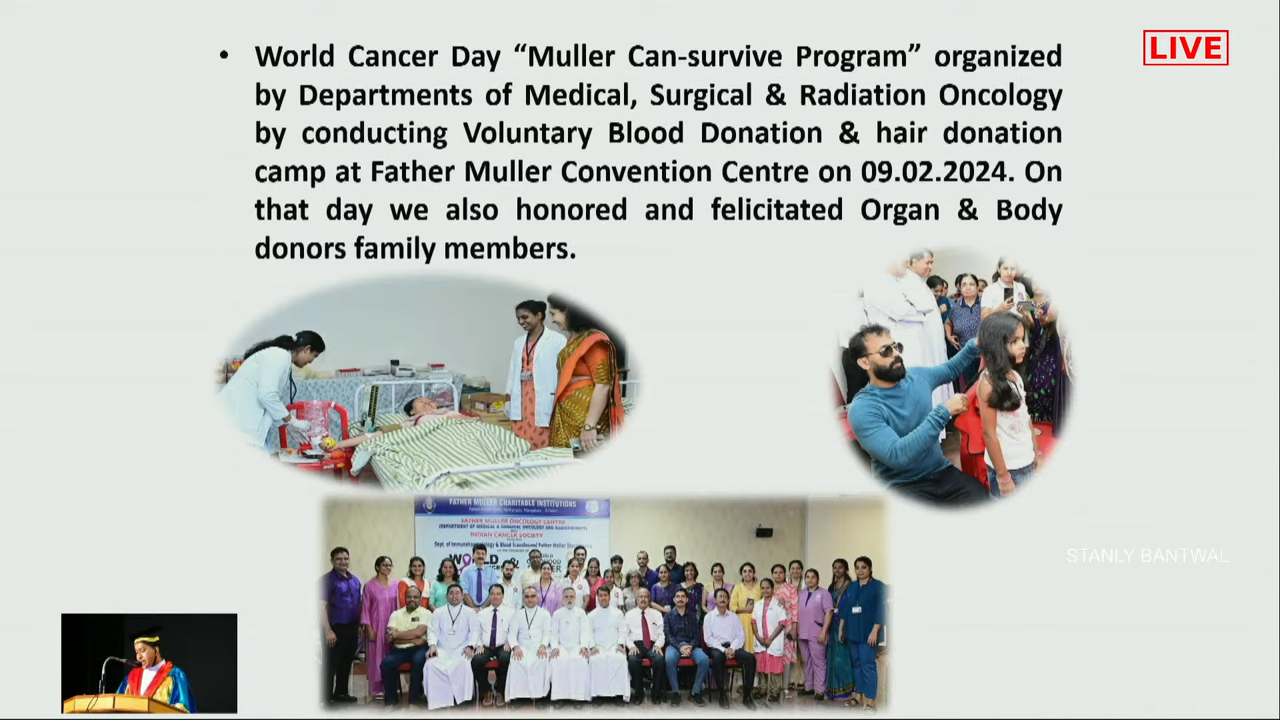 LIVE
• World Cancer Day “Muller Can-survive Program” organized
by Departments of Medical, Surgical & Radiation Oncology
by conducting Voluntary Blood Donation & hair donation
camp at Father Muller Convention Centre on 09.02.2024. On
that day we also honored and felicitated Organ & Body
donors family members.
FATHER MULLER CHARITABLE INSTITUTIONS
FATHER MULLER ONCOLOGY CENTRE
INDIAN CANCER SOCIETY
STANLY BANTWAL